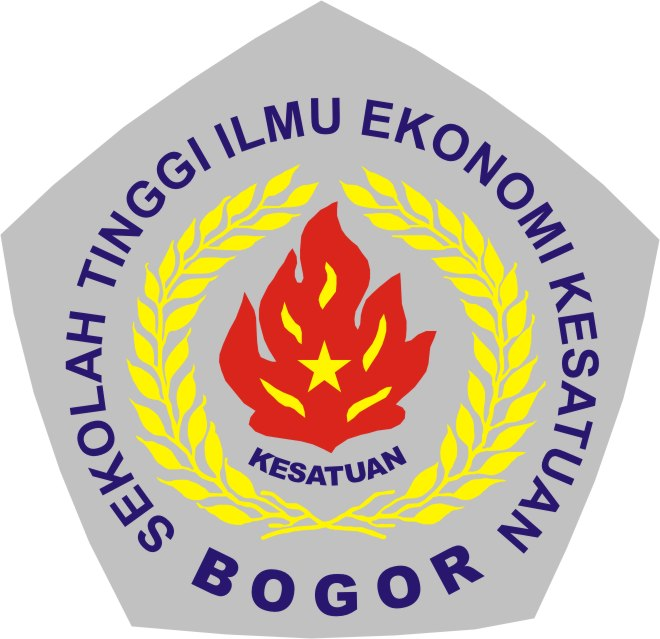 SEKOLAH TINGGI ILMU EKONOMI KESATUAN
KESATUAN
BOGOR